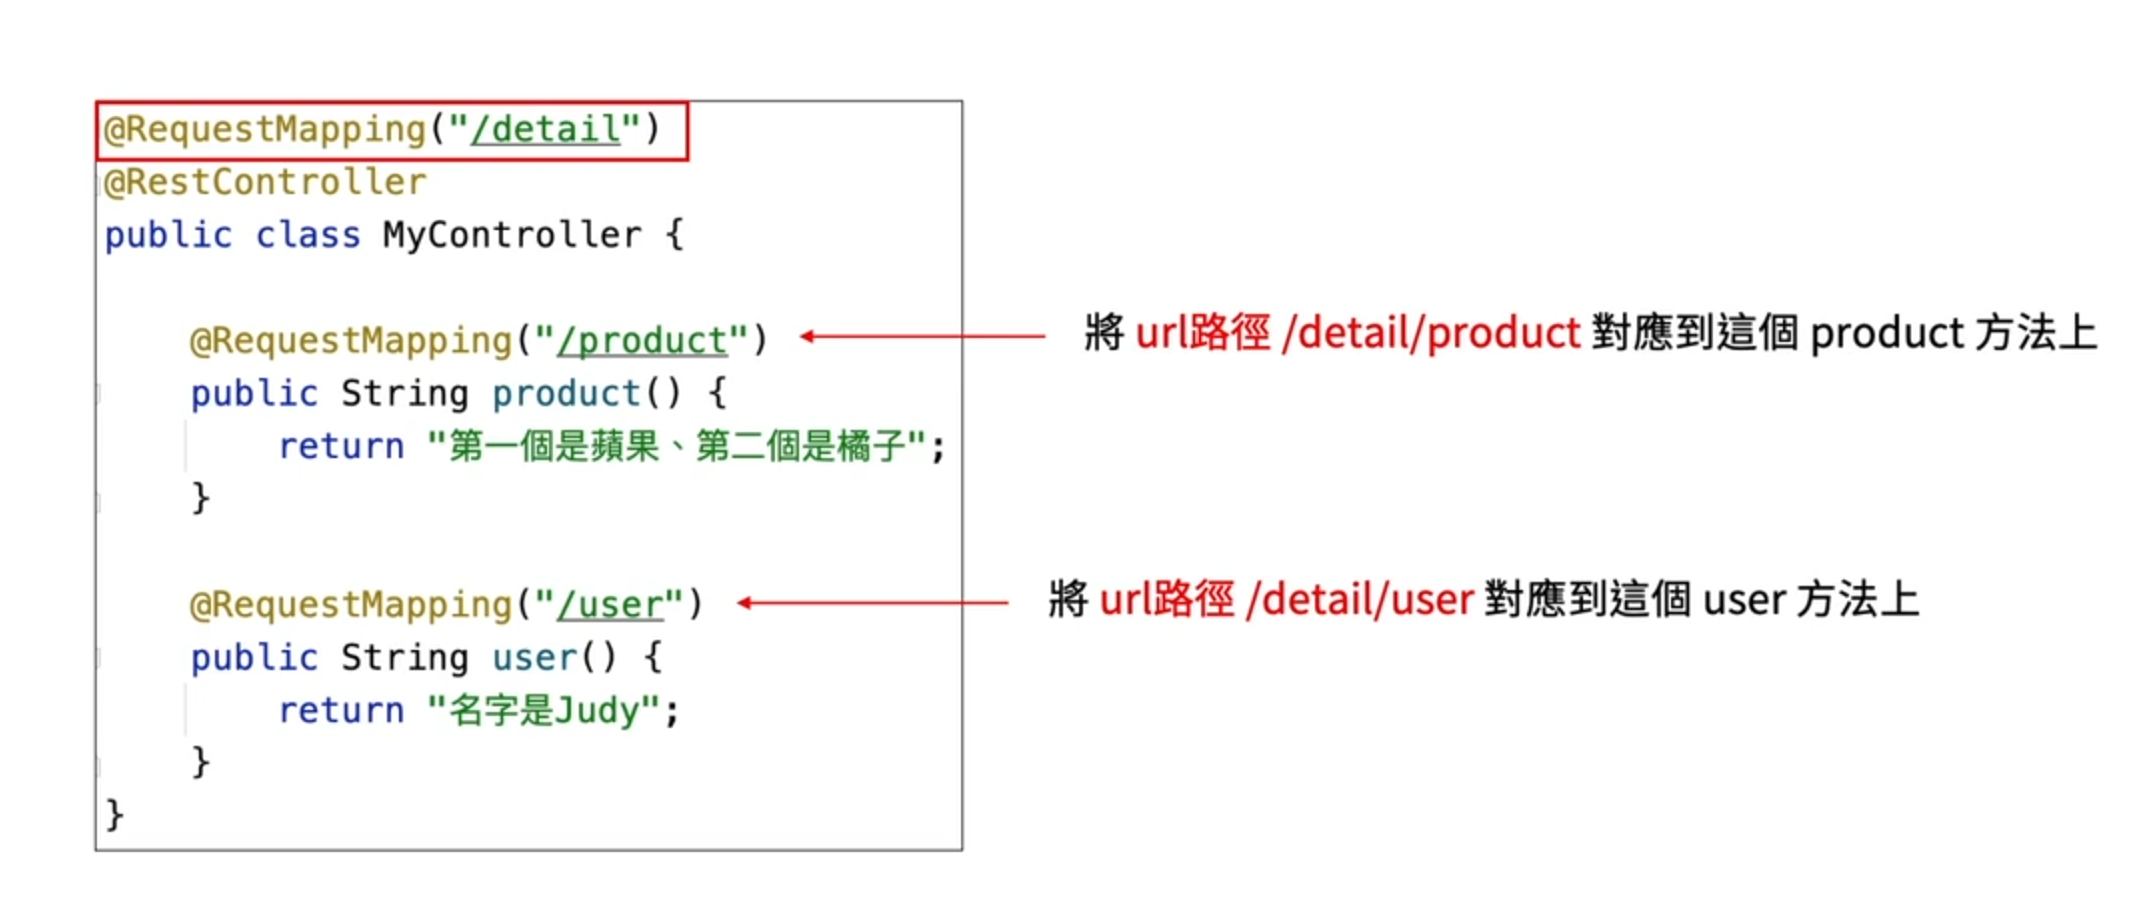 @RequestMapping("/detail")
@RestController
public class MyController {
@RequestMapping("/product")
將 url路徑 /detail/product 對應到這個 product 方法上
public String product() {
return "第一個是蘋果、第二個是橘子";
}
@RequestMapping("/user")
將 url路徑 /detail/user 對應到這個 user 方法上
public String user() {
return "名字是Judy";
}
}